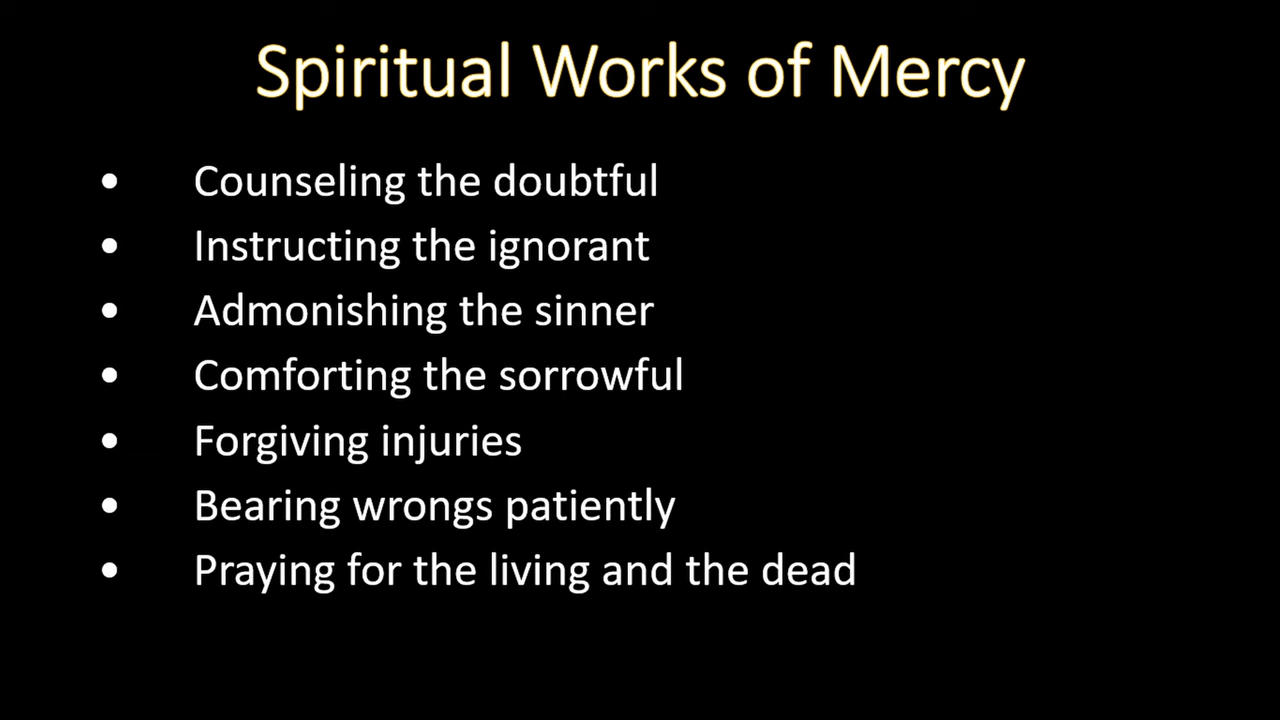 Spiritual Works of Mercy
• Counseling the doubtful
• Instructing the ignorant
• Admonishing the sinner
• Comforting the sorrowful
• Forgiving injuries
• Bearing wrongs patiently
• Praying for the living and the dead